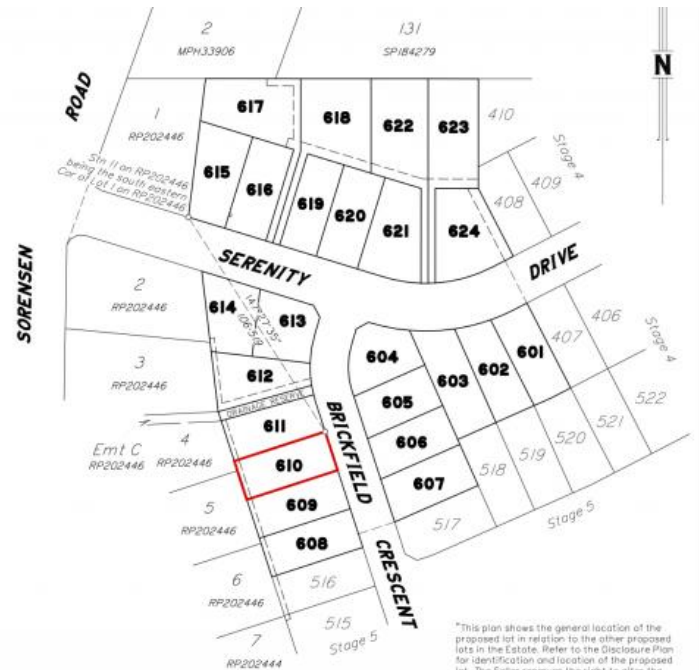 2
MPH33906
131
SP184279
N
ROAD
1
RP202446
617
618
622
623
410
Stage 4
615
616
619
620
621
624
409
408
Stn 11 on RP202446
being the south eastern
Cor of Lot 1 on RP202446
SERENITY
DRIVE
SORENSEN
2
RP202446
614
613
147°27'35"
3
RP202446
612
DRAINAGE RESERVE
604
603
602
601
407
406
Stage 4
605
606
607
BRICKFIELD
CRESCENT
Emt C
RP202446
4
RP202446
611
610
609
608
5
RP202446
6
RP202446
7
RP202444
516
515
Stage 5
517
518
519
520
521
522
Stage 5
"This plan shows the general location of the
proposed lot in relation to the other proposed
lots in the Estate. Refer to the Disclosure Plan
for identification and location of the proposed